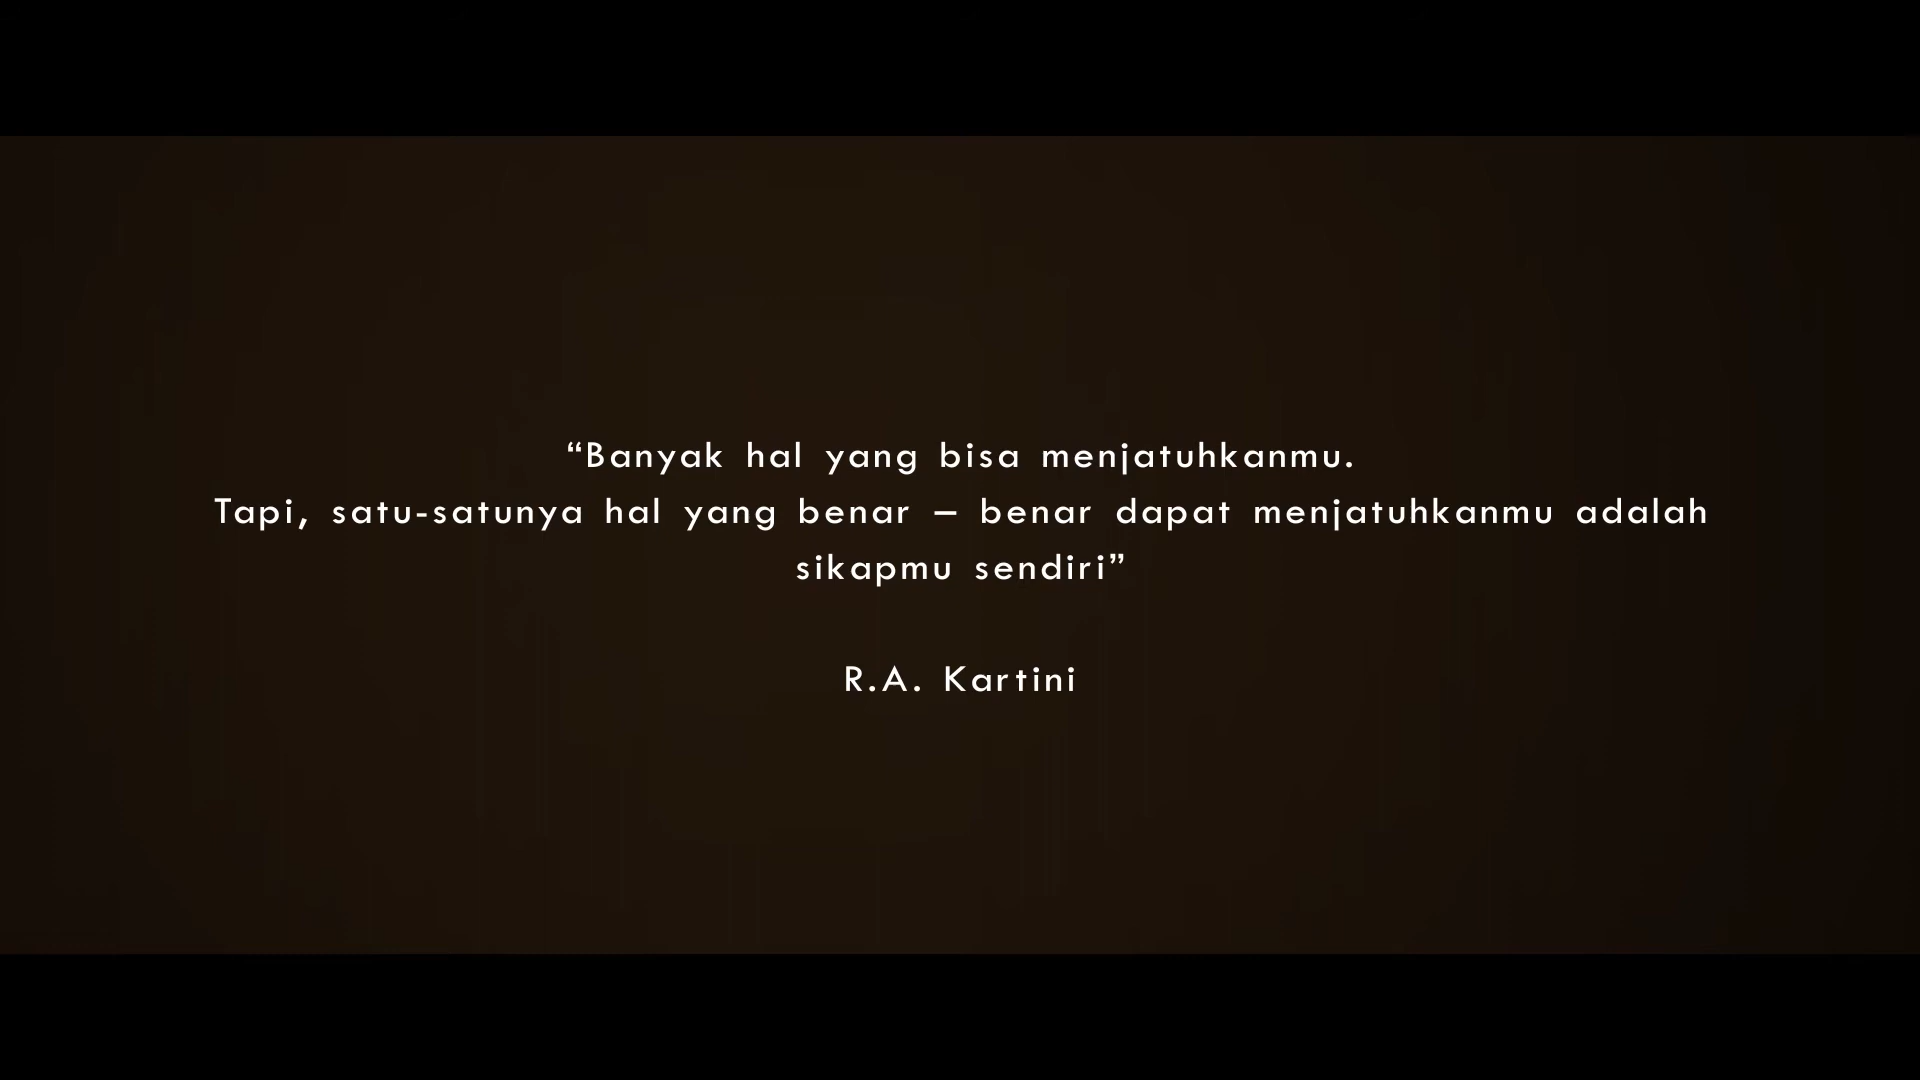 “Banyak hal yang bisa menjatuhkanmu.
Tapi, satu-satunya hal yang benar – benar dapat menjatuhkanmu adalah
sikapmu sendiri”
R.A. Kartini